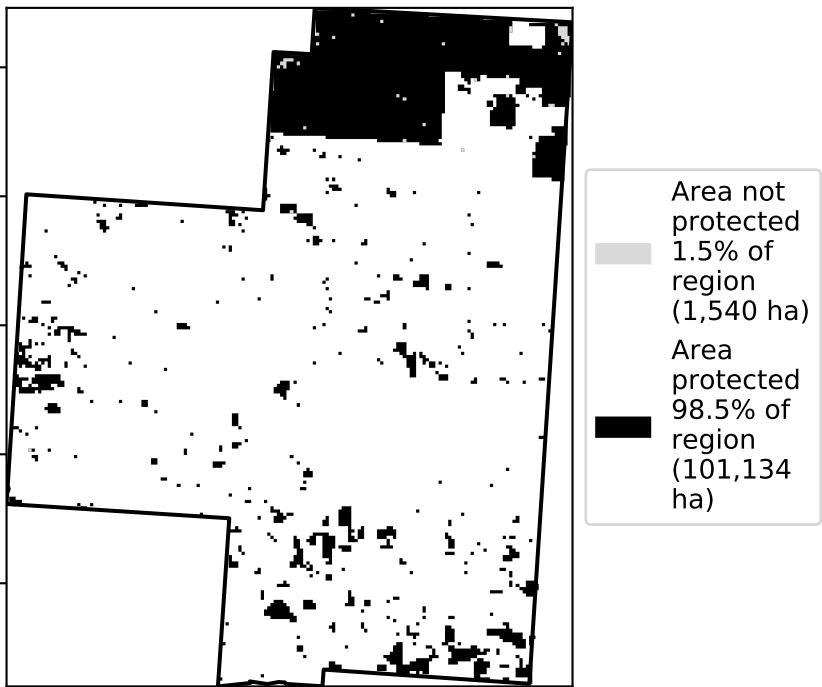 Area not
protected
1.5% of
region
(1,540 ha)
Area
protected
98.5% of
region
(101,134
ha)